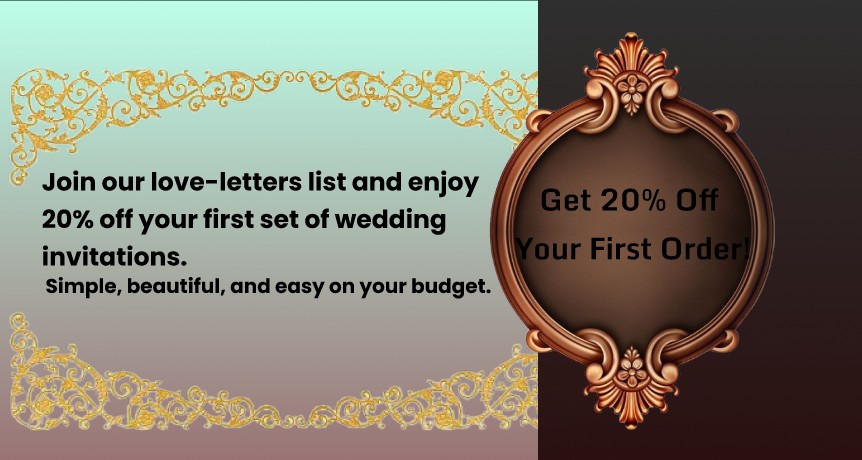 Join our love-letters list and enjoy
20% off your first set of wedding
invitations.
Simple, beautiful, and easy on your budget.
Get 20% Off
Your First Order!